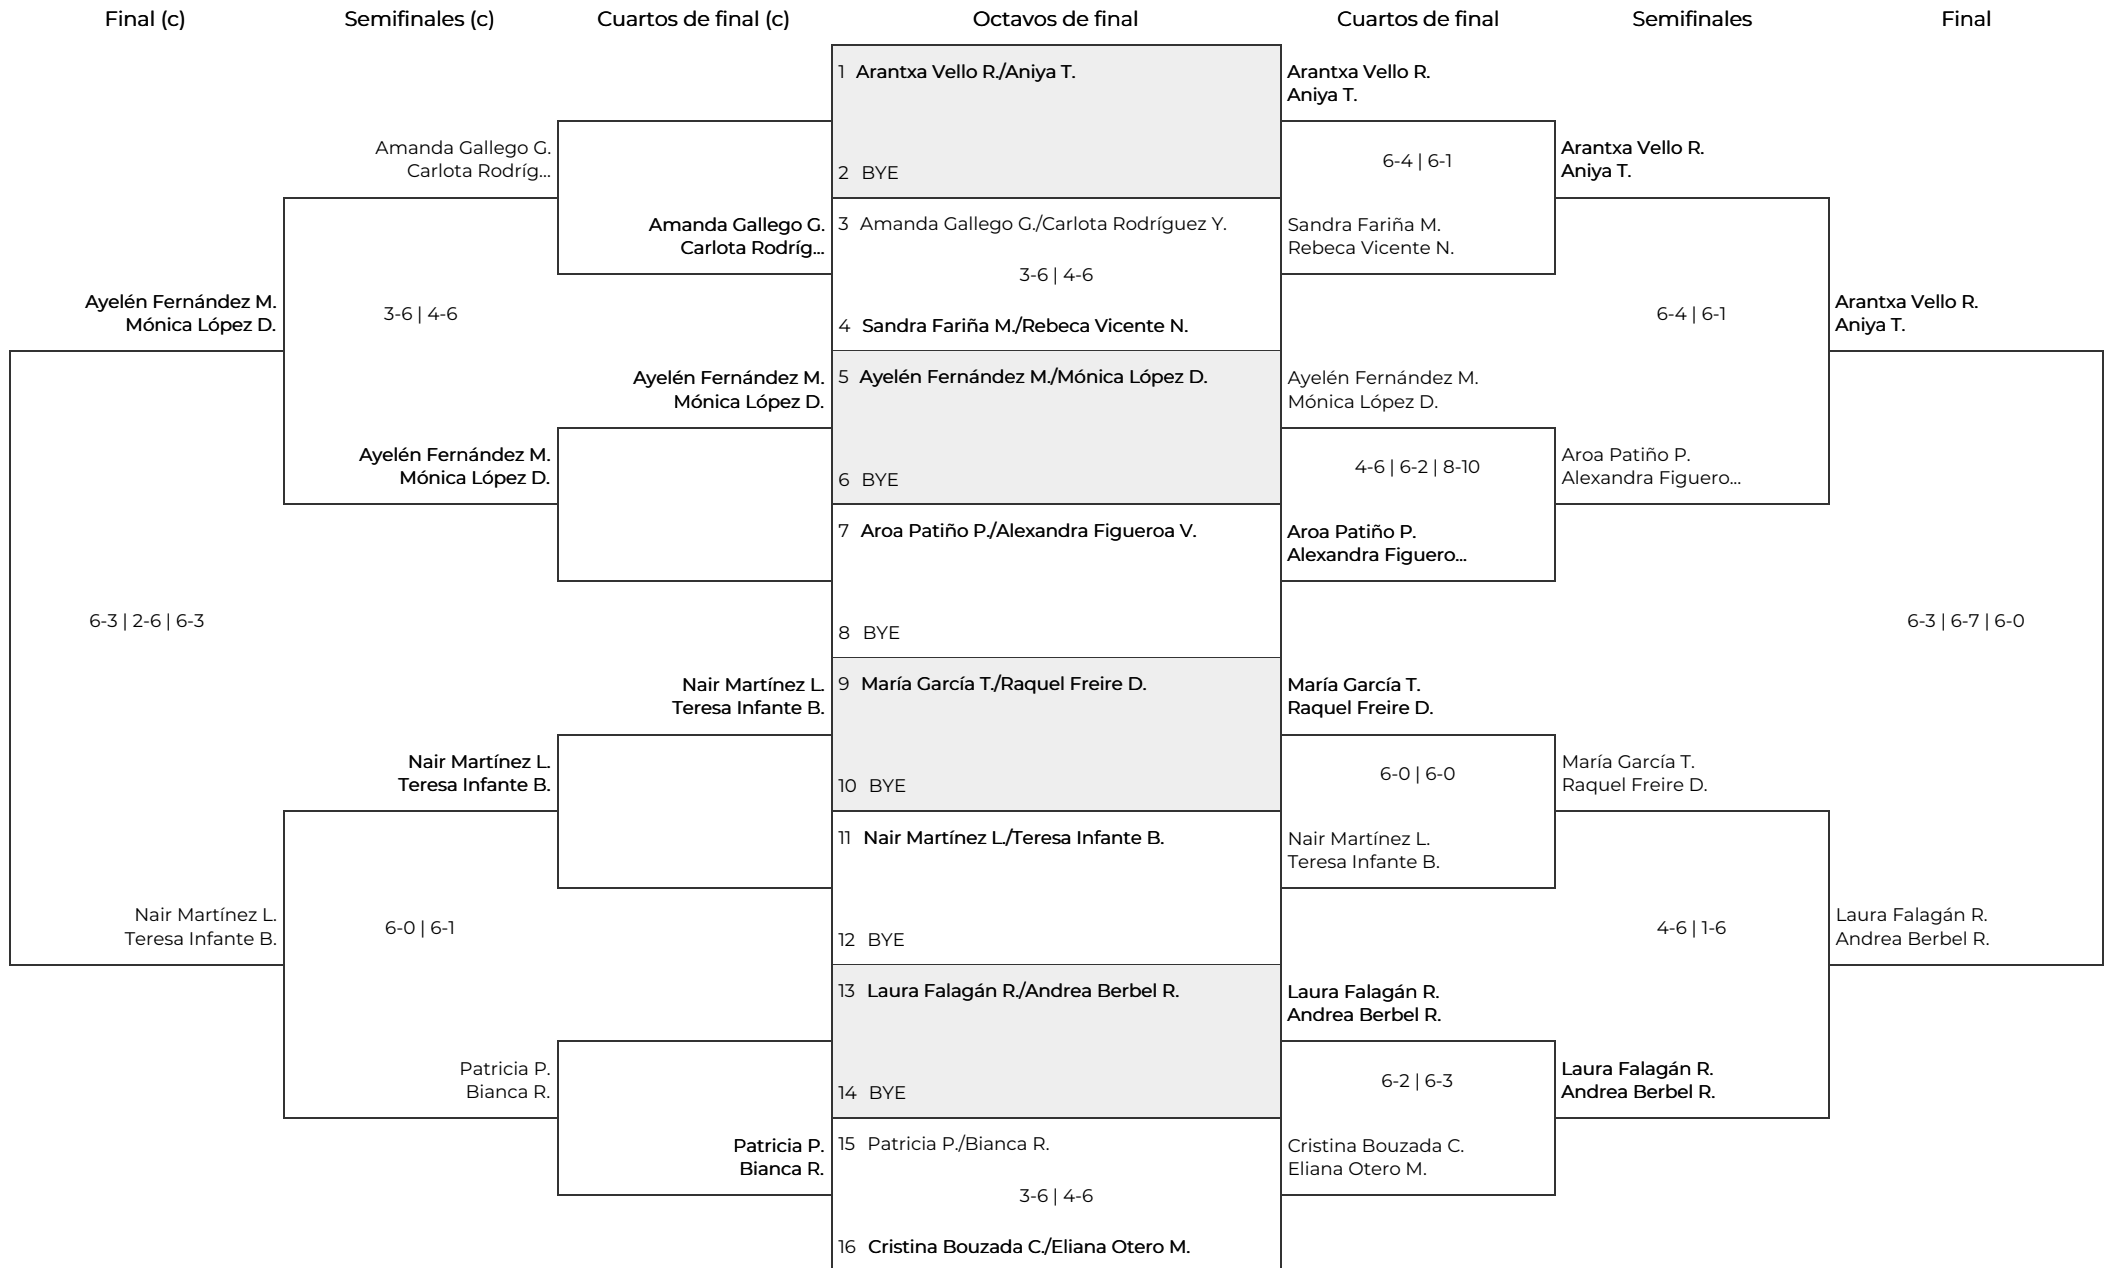 Final (c)
Semifinales (c)
Cuartos de final (c)
Octavos de final
Cuartos de final
Semifinales
Final
1 Arantxa Vello R./Aniya T.
2 BYE
3 Amanda Gallego G./Carlota Rodríguez Y.
3-6 | 4-6
4 Sandra Fariña M./Rebeca Vicente N.
5 Ayelén Fernández M./Mónica López D.
6 BYE
7 Aroa Patiño P./Alexandra Figueroa V.
8 BYE
9 María García T./Raquel Freire D.
10 BYE
11 Nair Martínez L./Teresa Infante B.
12 BYE
13 Laura Falagán R./Andrea Berbel R.
14 BYE
15 Patricia P./Bianca R.
3-6 | 4-6
16 Cristina Bouzada C./Eliana Otero M.
Arantxa Vello R.
Aniya T.
6-4 | 6-1
Sandra Fariña M.
Rebeca Vicente N.
Ayelén Fernández M.
Mónica López D.
4-6 | 6-2 | 8-10
Aroa Patiño P.
Alexandra Figuero...
María García T.
Raquel Freire D.
6-0 | 6-0
Nair Martínez L.
Teresa Infante B.
Laura Falagán R.
Andrea Berbel R.
6-2 | 6-3
Cristina Bouzada C.
Eliana Otero M.
Arantxa Vello R.
Aniya T.
6-4 | 6-1
Aroa Patiño P.
Alexandra Figuero...
María García T.
Raquel Freire D.
4-6 | 1-6
Laura Falagán R.
Andrea Berbel R.
Arantxa Vello R.
Aniya T.
6-3 | 6-7 | 6-0
Laura Falagán R.
Andrea Berbel R.
Amanda Gallego G.
Carlota Rodríg...
Ayelén Fernández M.
Mónica López D.
Nair Martínez L.
Teresa Infante B.
Patricia P.
Bianca R.
Amanda Gallego G.
Carlota Rodríg...
3-6 | 4-6
Ayelén Fernández M.
Mónica López D.
Nair Martínez L.
Teresa Infante B.
6-0 | 6-1
Patricia P.
Bianca R.
Ayelén Fernández M.
Mónica López D.
6-3 | 2-6 | 6-3
Nair Martínez L.
Teresa Infante B.